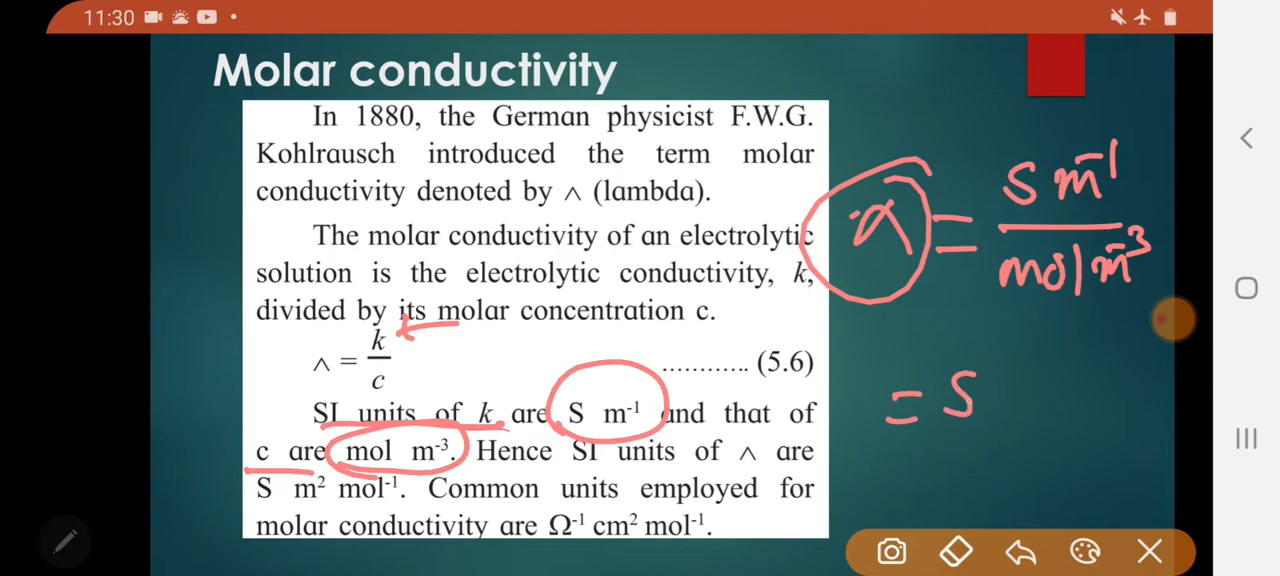 11:30
Molar conductivity
In 1880, the German physicist F.W.G.
Kohlrausch introduced the term molar
conductivity denoted by ∧ (lambda).
The molar conductivity of an electrolytic
solution is the electrolytic conductivity, k,
divided by its molar concentration c.
∧ = k/c ........... (5.6)
SI units of k are S m⁻¹ and that of
c are mol m⁻³. Hence SI units of ∧ are
S m² mol⁻¹. Common units employed for
molar conductivity are Ω⁻¹ cm² mol⁻¹.
= S m⁻¹
mol m⁻³
= S